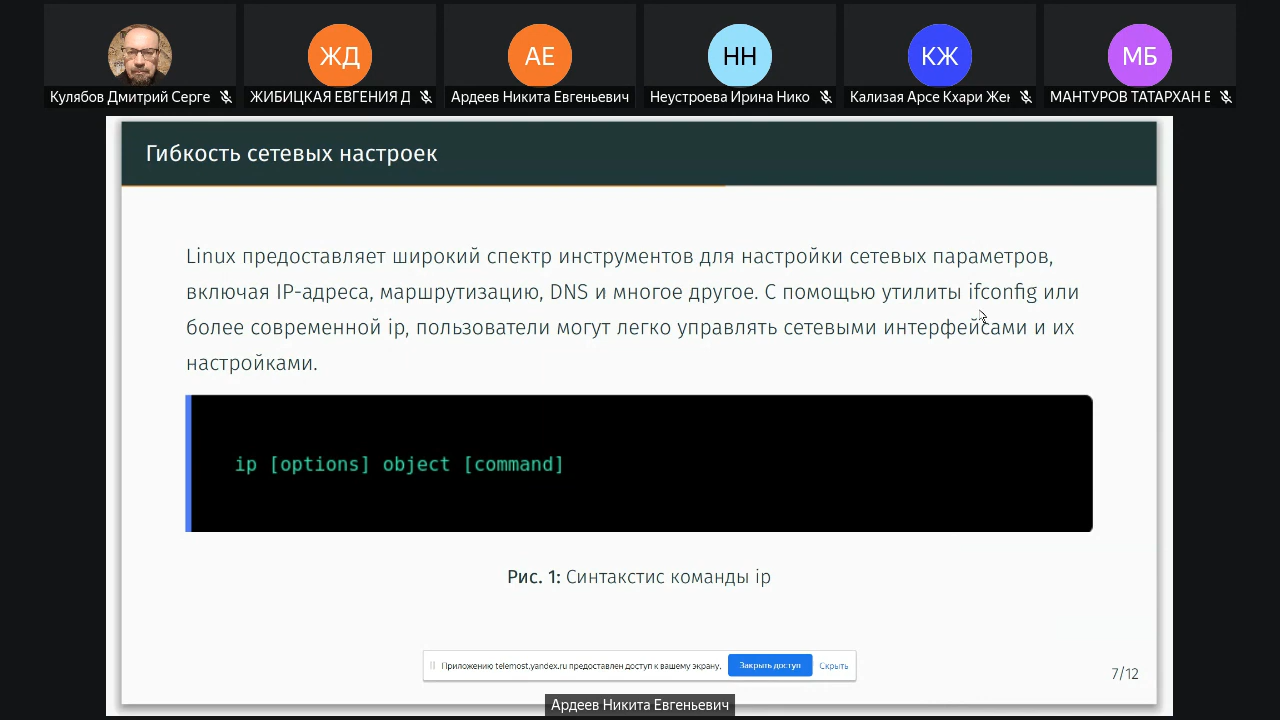 ЖД
АЕ
НН
КЖ
МБ
Кулябов Дмитрий Серге
ЖИБИЦКАЯ ЕВГЕНИЯ Д
Ардеев Никита Евгеньевич
Неустроева Ирина Нико
Кализая Арсе Кхари Жек
МАНТУРОВ ТАТАРХАН Б
Гибкость сетевых настроек
Linux предоставляет широкий спектр инструментов для настройки сетевых параметров,
включая IP-адреса, маршрутизацию, DNS и многое другое. С помощью утилиты ifconfig или
более современной ip, пользователи могут легко управлять сетевыми интерфейсами и их
настройками.
ip [options] object [command]
Рис. 1: Синтакстис команды ip
Приложению telemost.yandex.ru предоставлен доступ к вашему экрану.
Закрыть доступ
Скрыть
7/12
Ардеев Никита Евгеньевич